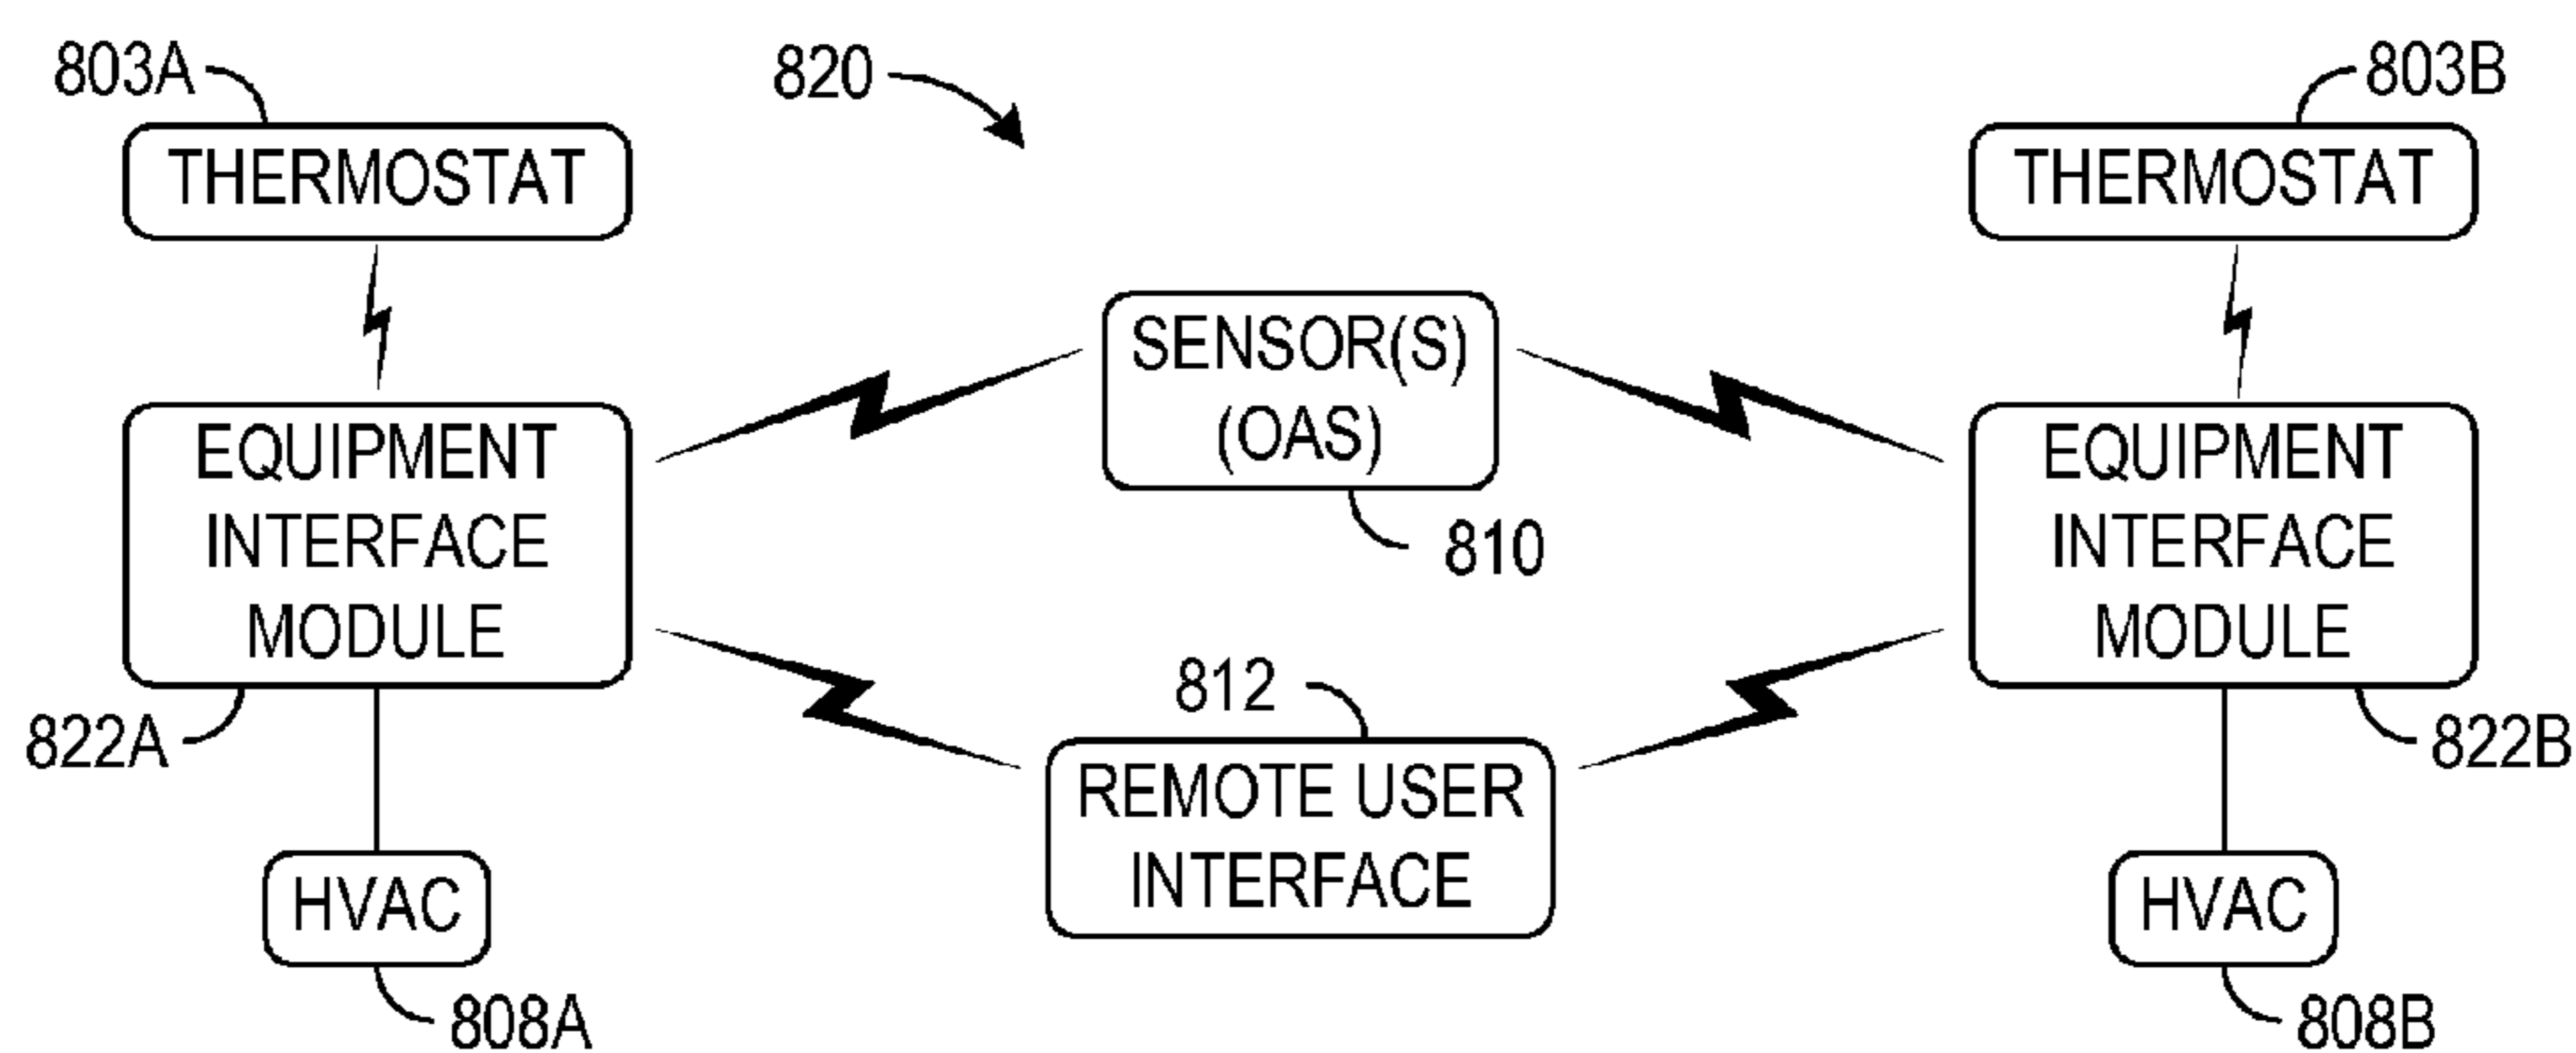 803A
820
803B
THERMOSTAT
THERMOSTAT
SENSOR(S)
(OAS)
810
EQUIPMENT
INTERFACE
MODULE
822A
EQUIPMENT
INTERFACE
MODULE
822B
812
REMOTE USER
INTERFACE
HVAC
808A
HVAC
808B